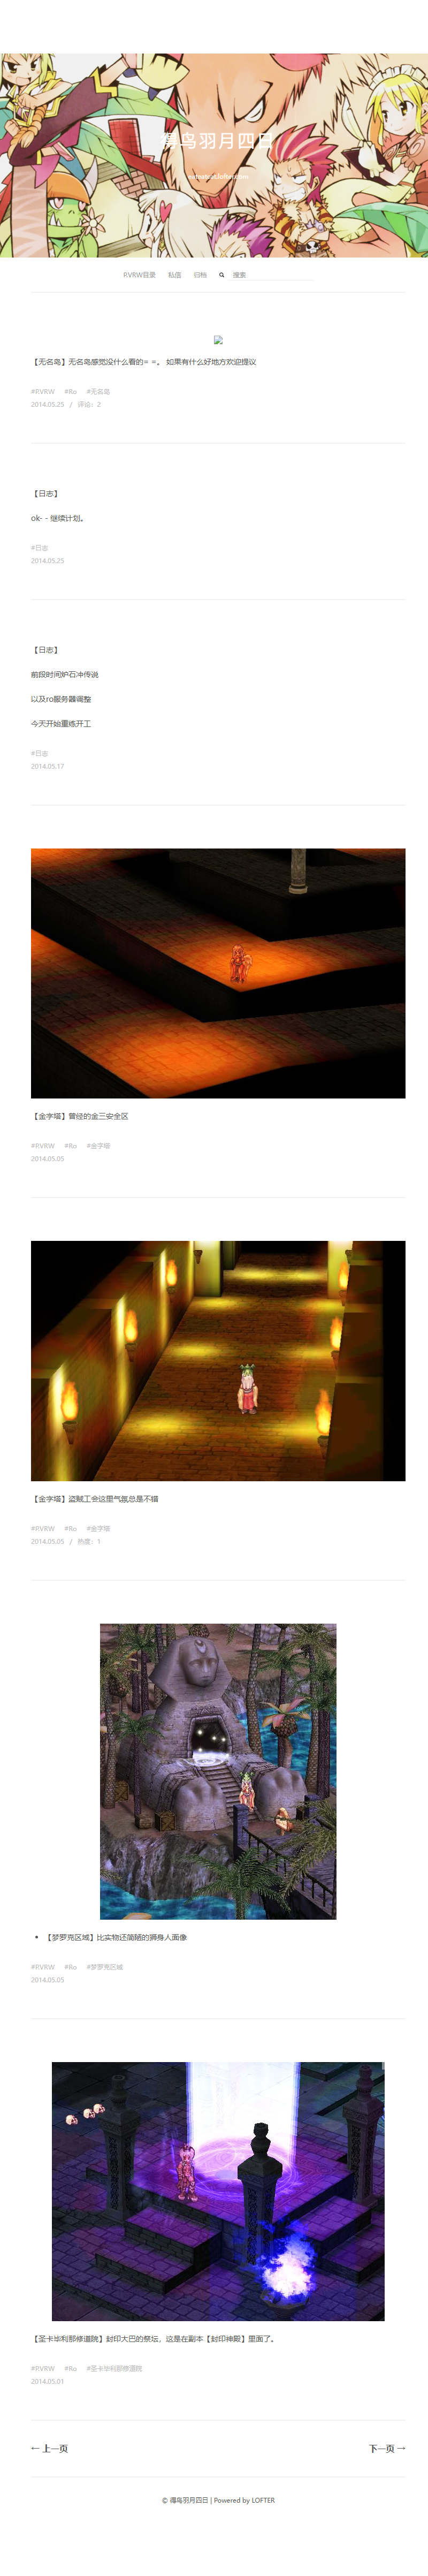 得鸟羽月四日
RVRW目录 私信 归档 搜索
【无名岛】无名岛感觉没什么看的= =。 如果有什么好地方欢迎提议
#RVRW #Ro #无名岛
2014.05.25 / 评论：2
【日志】
ok- - 继续计划。
#日志
2014.05.25
【日志】
前段时间炉石冲传说
以及ro服务器调整
今天开始重练开工
#日志
2014.05.17
【金字塔】曾经的金三安全区
#RVRW #Ro #金字塔
2014.05.05
【金字塔】盗贼工会这里气氛总是不错
#RVRW #Ro #金字塔
2014.05.05 / 热度：1
• 【梦罗克区域】比实物还简陋的狮身人面像
#RVRW #Ro #梦罗克区域
2014.05.05
【圣卡毕利那修道院】封印大巴的祭坛，这是在副本【封印神殿】里面了。
#RVRW #Ro #圣卡毕利那修道院
2014.05.01
← 上一页 下一页 →
© 得鸟羽月四日 | Powered by LOFTER